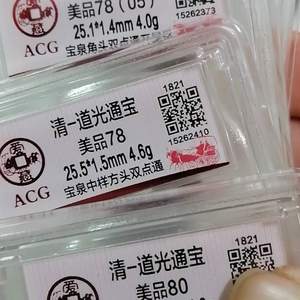 美品78 (05)
25.1*1.4mm 4.0g
ACG
15262373
1821
清一道光通宝
美品78
25.5*1.5mm 4.6g
宝泉中样方头双点通
15262410
ACG
1821
清一道光通宝
美品80